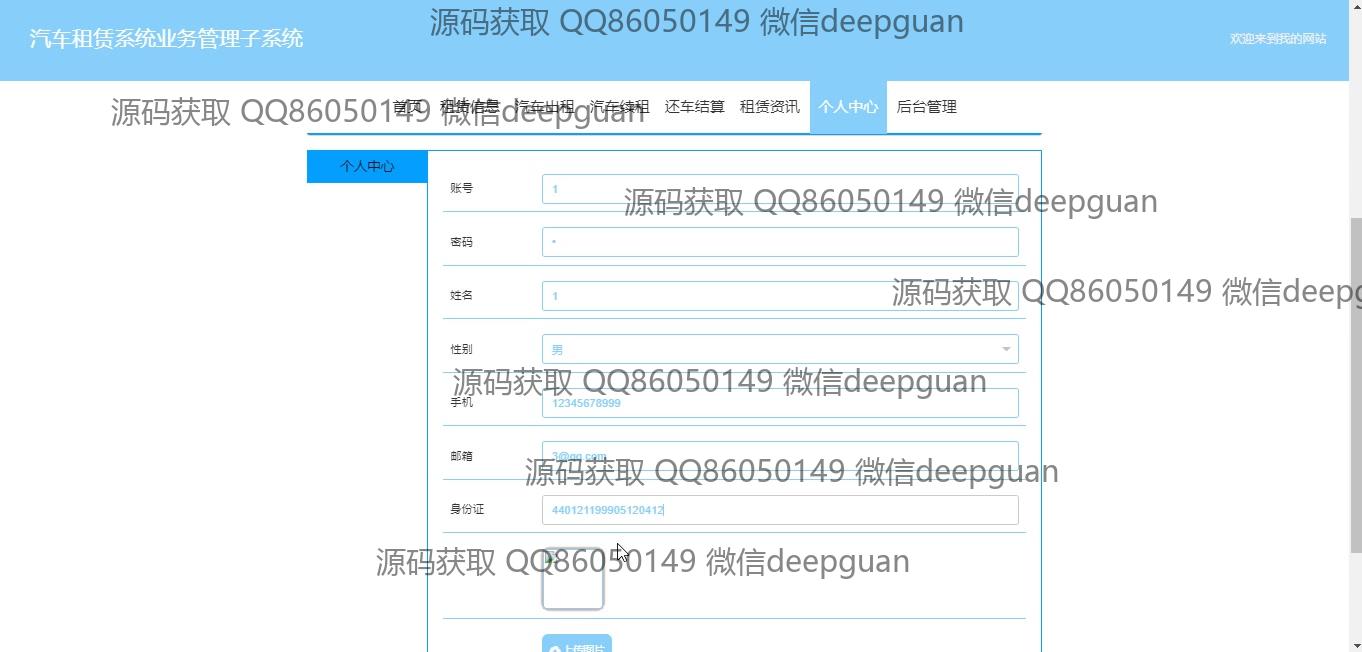 源码获取 QQ86050149 微信deepguan
汽车租赁系统业务管理子系统
欢迎来到我的网站
源码获取 QQ86050149 微信deepguan
首页 租赁信息 汽车出租 汽车续租 还车结算 租赁资讯 个人中心 后台管理
个人中心
账号 1
源码获取 QQ86050149 微信deepguan
密码 •
姓名 1
源码获取 QQ86050149 微信deep
性别 男
源码获取 QQ86050149 微信deepguan
手机 12345678999
邮箱 3@qq.com
源码获取 QQ86050149 微信deepguan
身份证 440121199905120412
源码获取 QQ86050149 微信deepguan
上传图片